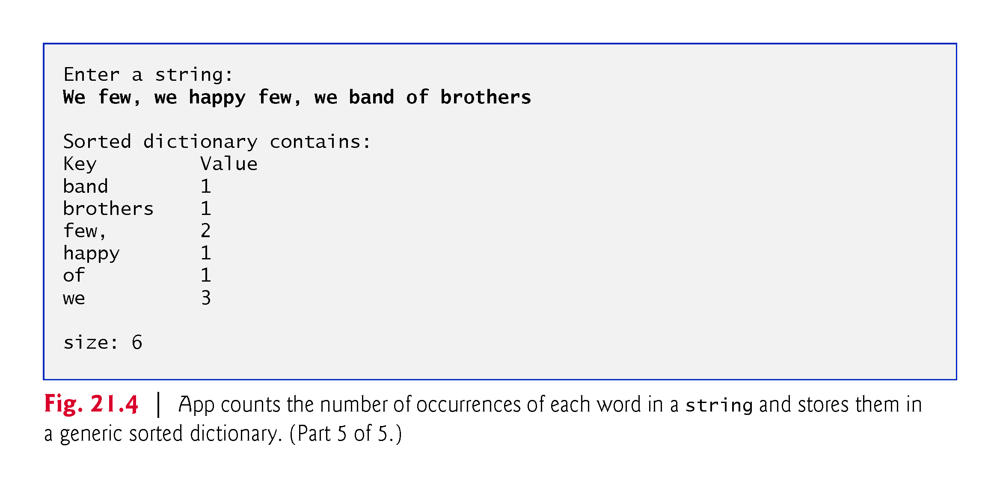 Enter a string:
We few, we happy few, we band of brothers
Sorted dictionary contains:
Key Value
band 1
brothers 1
few, 2
happy 1
of 1
we 3
size: 6
Fig. 21.4 | App counts the number of occurrences of each word in a string and stores them in
a generic sorted dictionary. (Part 5 of 5.)